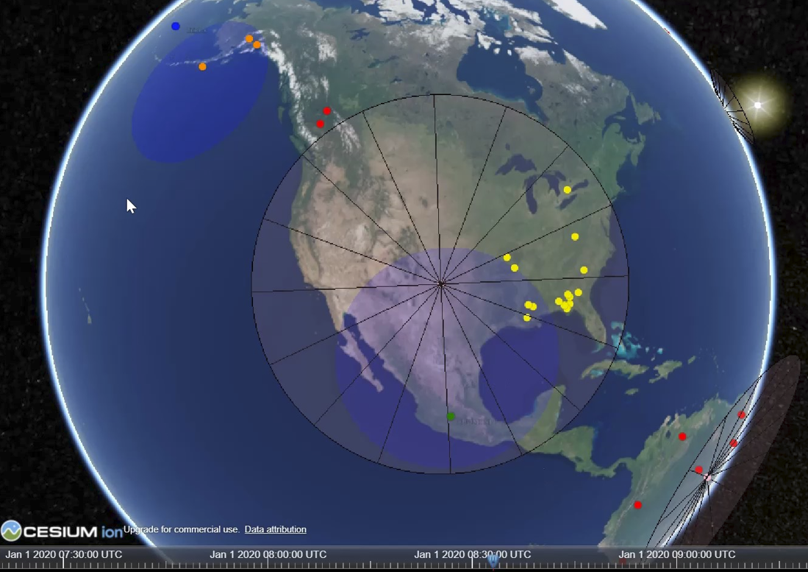 CESIUM ion Upgrade for commercial use. Data attribution
Jan 1 2020 07:30:00 UTC Jan 1 2020 08:00:00 UTC Jan 1 2020 08:30:00 UTC Jan 1 2020 09:00:00 UTC